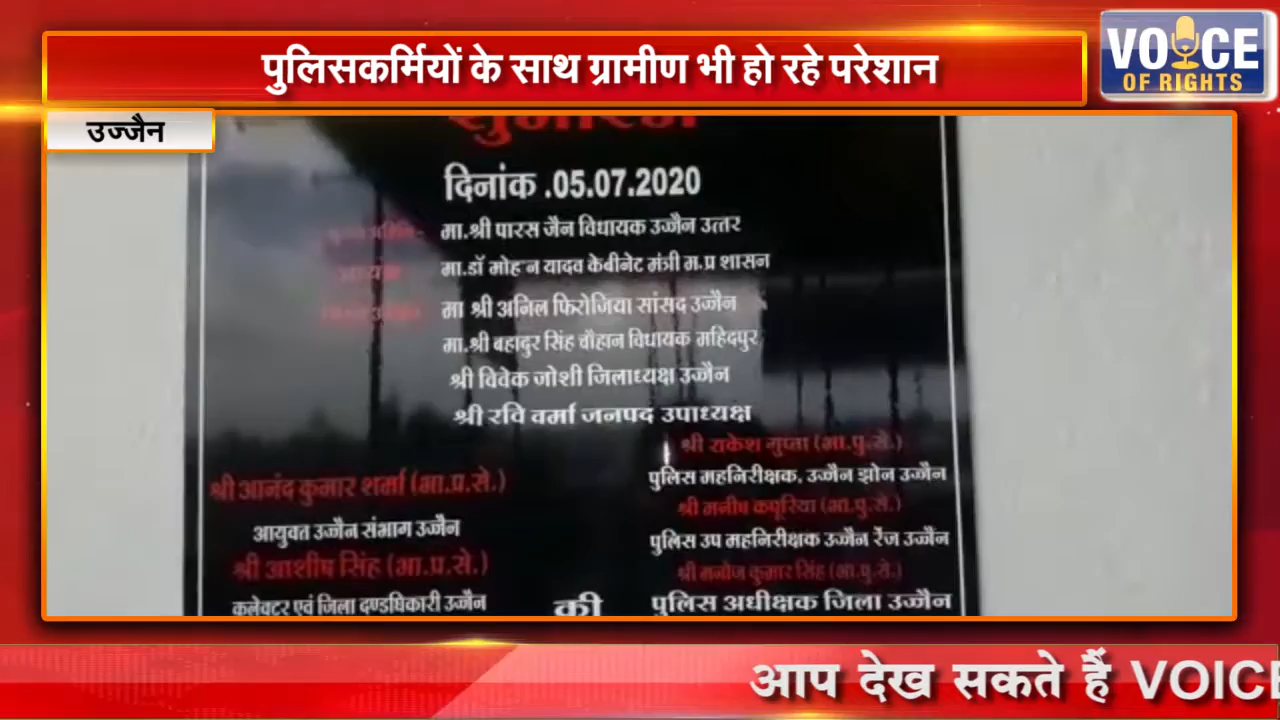 पुलिसकर्मियों के साथ ग्रामीण भी हो रहे परेशान
VOICE
OF RIGHTS
उज्जैन
दिनांक .05.07.2020
मा.श्री पारस जैन विधायक उज्जैन उत्तर
मा.डॉ मोहन यादव केबीनेट मंत्री म.प्र शासन
मा श्री अनिल फिरोजिया सांसद उज्जैन
मा.श्री बहादुर सिंह चौहान विधायक महिदपुर
श्री विवेक जोशी जिलाध्यक्ष उज्जैन
श्री रवि वर्मा जनपद उपाध्यक्ष
श्री राकेश गुप्ता (भा.पु.से.)
पुलिस महनिरीक्षक, उज्जैन झोन उज्जैन
श्री मनीष कपूरिया (भा.पु.से.)
पुलिस उप महनिरीक्षक उज्जैन रेंज उज्जैन
श्री मनोज कुमार सिंह (भा.पु.से.)
पुलिस अधीक्षक जिला उज्जैन
श्री आनंद कुमार शर्मा (भा.प्र.से.)
आयुक्त उज्जैन संभाग उज्जैन
श्री आशीष सिंह (भा.प्र.से.)
कलेक्टर एवं जिला दण्डधिकारी उज्जैन
की
आप देख सकते हैं VOICE